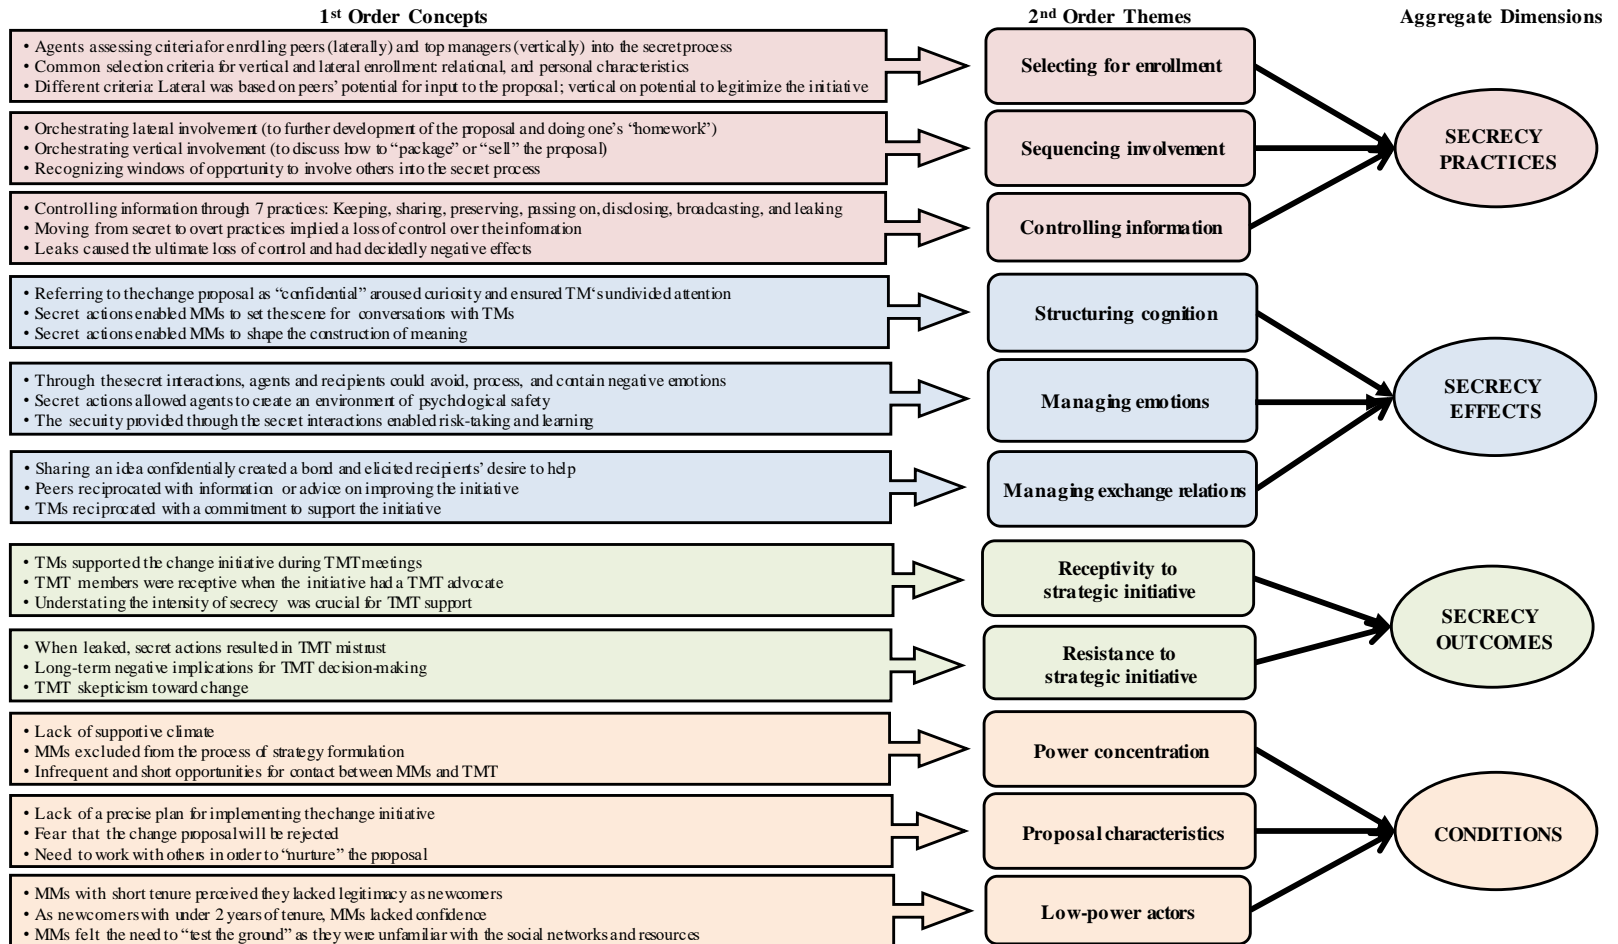 1st Order Concepts
2nd Order Themes
Aggregate Dimensions
• Agents assessing criteria for enrolling peers (laterally) and top managers (vertically) into the secret process
• Common selection criteria for vertical and lateral enrollment: relational, and personal characteristics
• Different criteria: Lateral was based on peers’ potential for input to the proposal; vertical on potential to legitimize the initiative
Selecting for enrollment
• Orchestrating lateral involvement (to further development of the proposal and doing one’s “homework”)
• Orchestrating vertical involvement (to discuss how to “package” or “sell” the proposal)
• Recognizing windows of opportunity to involve others into the secret process
Sequencing involvement
SECRECY
PRACTICES
• Controlling information through 7 practices: Keeping, sharing, preserving, passing on, disclosing, broadcasting, and leaking
• Moving from secret to overt practices implied a loss of control over the information
• Leaks caused the ultimate loss of control and had decidedly negative effects
Controlling information
• Referring to the change proposal as “confidential” aroused curiosity and ensured TM‘s undivided attention
• Secret actions enabled MMs to set the scene for conversations with TMs
• Secret actions enabled MMs to shape the construction of meaning
Structuring cognition
• Through the secret interactions, agents and recipients could avoid, process, and contain negative emotions
• Secret actions allowed agents to create an environment of psychological safety
• The security provided through the secret interactions enabled risk-taking and learning
Managing emotions
SECRECY
EFFECTS
• Sharing an idea confidentially created a bond and elicited recipients’ desire to help
• Peers reciprocated with information or advice on improving the initiative
• TMs reciprocated with a commitment to support the initiative
Managing exchange relations
• TMs supported the change initiative during TMT meetings
• TMT members were receptive when the initiative had a TMT advocate
• Understating the intensity of secrecy was crucial for TMT support
Receptivity to
strategic initiative
SECRECY
OUTCOMES
• When leaked, secret actions resulted in TMT mistrust
• Long-term negative implications for TMT decision-making
• TMT skepticism toward change
Resistance to
strategic initiative
• Lack of supportive climate
• MMs excluded from the process of strategy formulation
• Infrequent and short opportunities for contact between MMs and TMT
Power concentration
• Lack of a precise plan for implementing the change initiative
• Fear that the change proposal will be rejected
• Need to work with others in order to “nurture” the proposal
Proposal characteristics
CONDITIONS
• MMs with short tenure perceived they lacked legitimacy as newcomers
• As newcomers with under 2 years of tenure, MMs lacked confidence
• MMs felt the need to “test the ground” as they were unfamiliar with the social networks and resources
Low-power actors